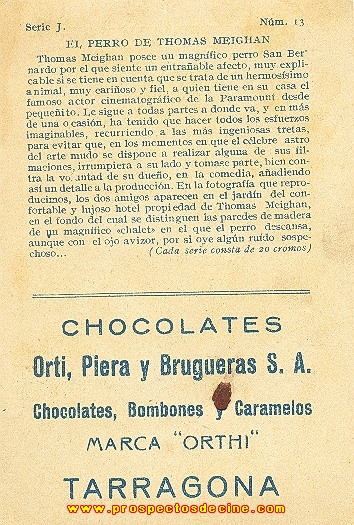 Serie J. Núm. 13
EL PERRO DE THOMAS MEIGHAN
Thomas Meighan posee un magnífico perro San Ber-
nardo por el que siente un entrañable afecto, muy expli-
cable si se tiene en cuenta que se trata de un hermosísimo
animal, muy cariñoso y fiel, a quien tiene en su casa el
famoso actor cinematográfico de la Paramount desde
pequeñito. Le sigue a todas partes a donde va, y en más
de una ocasión, ha tenido que hacer todos los esfuerzos
imaginables, recurriendo a las más ingeniosas tretas,
para evitar que, en los momentos en que el célebre astro
del arte mudo se dispone a realizar alguna de sus fil-
maciones, irrumpiera a su lado y tomase parte, bien con-
tra la voluntad de su dueño, en la comedia, añadiendo
así un detalle a la producción. En la fotografía que repro-
ducimos, los dos amigos aparecen en el jardín del con-
fortable y lujoso hotel propiedad de Thomas Meighan,
en el fondo del cual se distinguen las paredes de madera
de un magnífico «chalet» en el que el perro descansa,
aunque con el ojo avizor, por si oye algún ruído sospe-
choso... (Cada serie consta de 20 cromos)
CHOCOLATES
Orti, Piera y Brugueras S. A.
Chocolates, Bombones y Caramelos
MARCA "ORTHI"
TARRAGONA
www.prospectosdecine.com